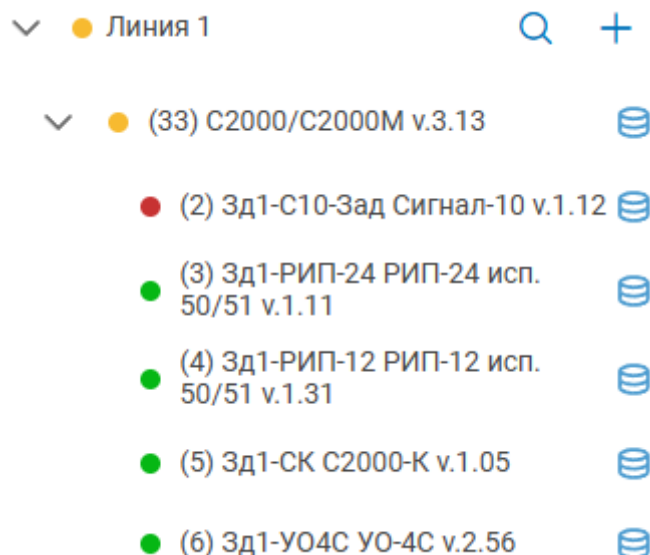 Линия 1
(33) С2000/С2000М v.3.13
(2) Зд1-С10-Зад Сигнал-10 v.1.12
(3) Зд1-РИП-24 РИП-24 исп.
50/51 v.1.11
(4) Зд1-РИП-12 РИП-12 исп.
50/51 v.1.31
(5) Зд1-СК С2000-К v.1.05
(6) Зд1-УО4С УО-4С v.2.56